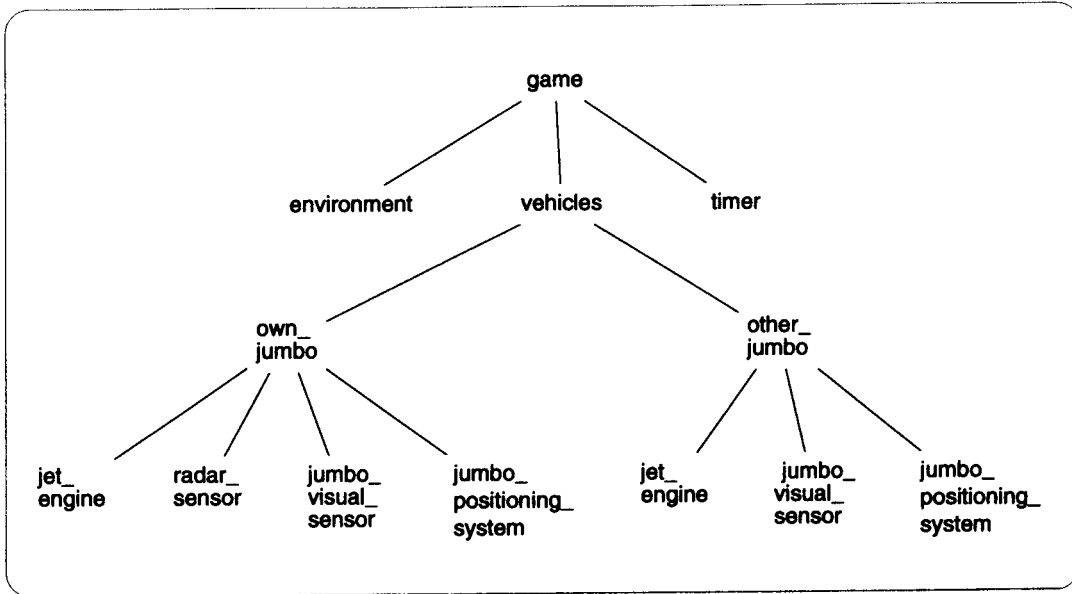 game
environment
vehicles
timer
own_
jumbo
other_
jumbo
jet_
engine
radar_
sensor
jumbo_
visual_
sensor
jumbo_
positioning_
system
jet_
engine
jumbo_
visual_
sensor
jumbo_
positioning_
system